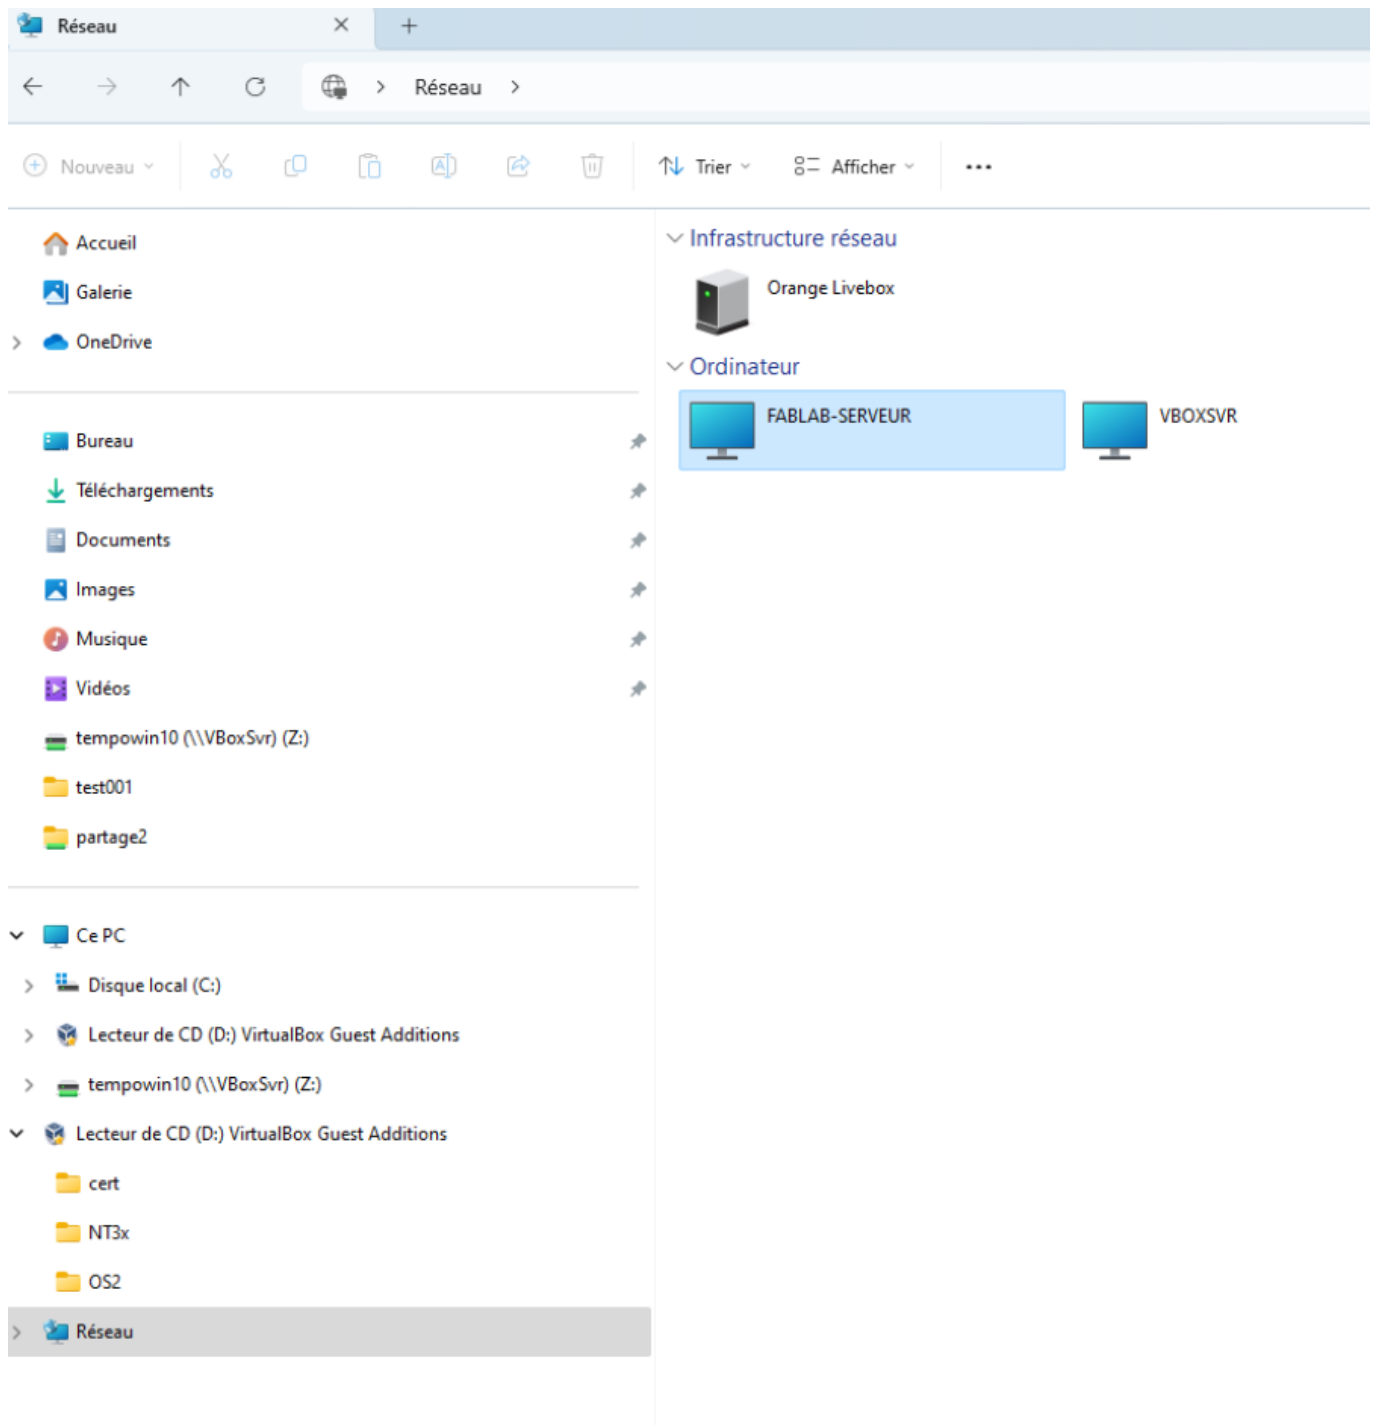 Réseau
Réseau
Nouveau
Trier
Afficher
Accueil
Galerie
OneDrive
Bureau
Téléchargements
Documents
Images
Musique
Vidéos
tempowin10 (\\VBoxSvr) (Z:)
test001
partage2
Ce PC
Disque local (C:)
Lecteur de CD (D:) VirtualBox Guest Additions
tempowin10 (\\VBoxSvr) (Z:)
Lecteur de CD (D:) VirtualBox Guest Additions
cert
NT3x
OS2
Réseau
Infrastructure réseau
Orange Livebox
Ordinateur
FABLAB-SERVEUR
VBOXSVR